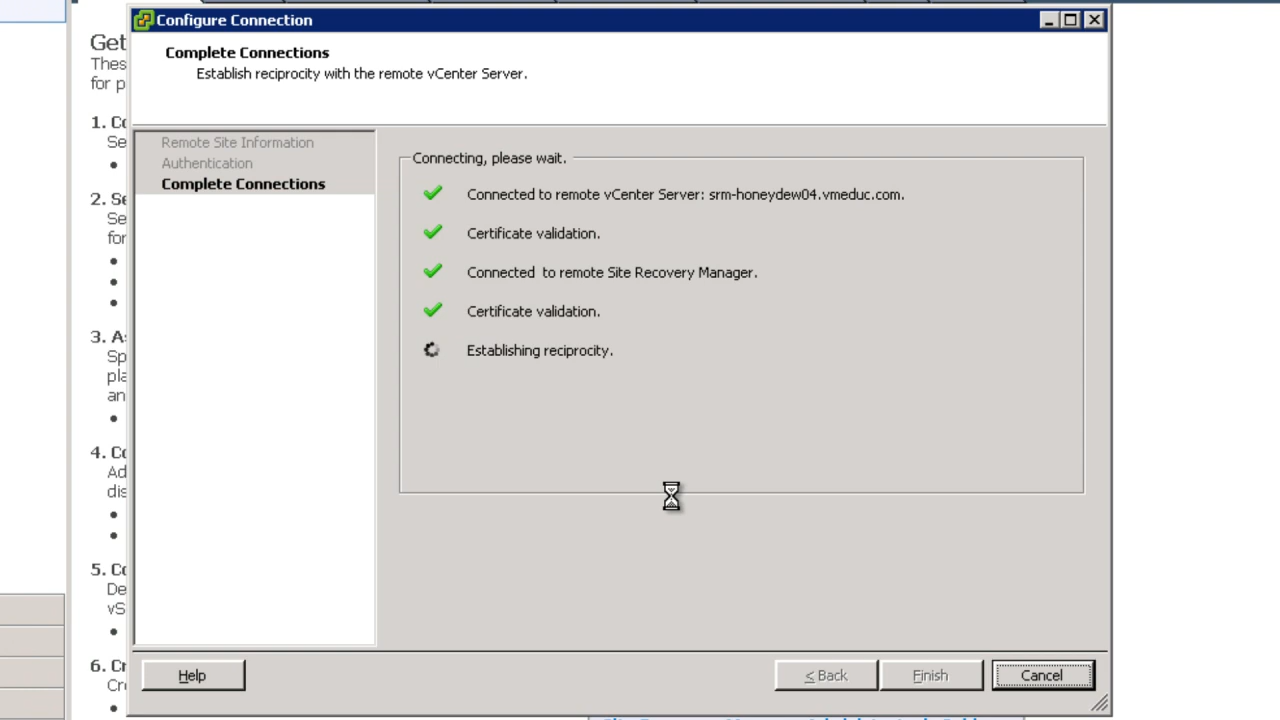 Configure Connection
Complete Connections
Establish reciprocity with the remote vCenter Server.
Get
Thes
for p
1. Co
Se
2. Se
Se
for
3. A
Sp
pla
an
4. Co
Ad
dis
5. Co
De
vS
6. Cr
Cr
Remote Site Information
Authentication
Complete Connections
Connecting, please wait.
Connected to remote vCenter Server: srm-honeydew04.vmeduc.com.
Certificate validation.
Connected to remote Site Recovery Manager.
Certificate validation.
Establishing reciprocity.
Help
< Back
Finish
Cancel